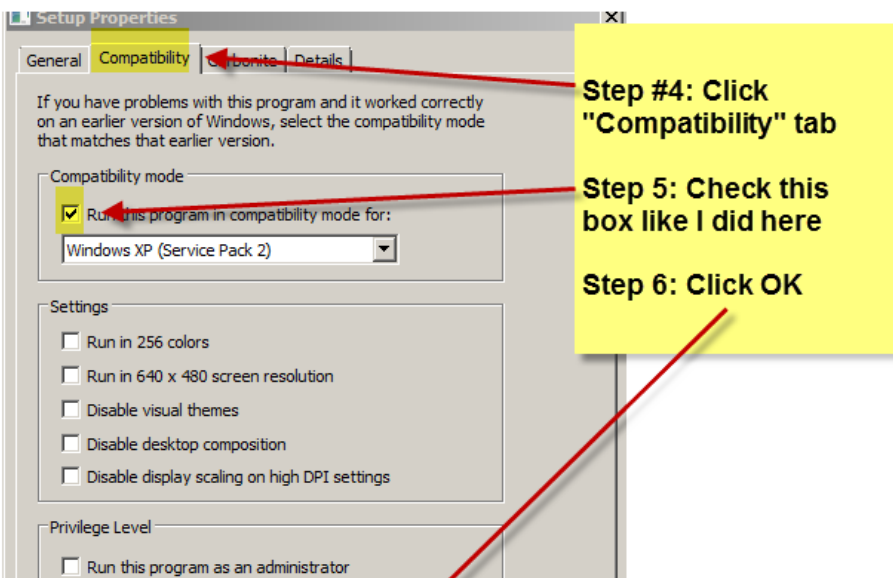 Setup Properties
General Compatibility Carbonite Details
If you have problems with this program and it worked correctly
on an earlier version of Windows, select the compatibility mode
that matches that earlier version.
Compatibility mode
Run this program in compatibility mode for:
Windows XP (Service Pack 2)
Settings
Run in 256 colors
Run in 640 x 480 screen resolution
Disable visual themes
Disable desktop composition
Disable display scaling on high DPI settings
Privilege Level
Run this program as an administrator
Step #4: Click
"Compatibility" tab
Step 5: Check this
box like I did here
Step 6: Click OK